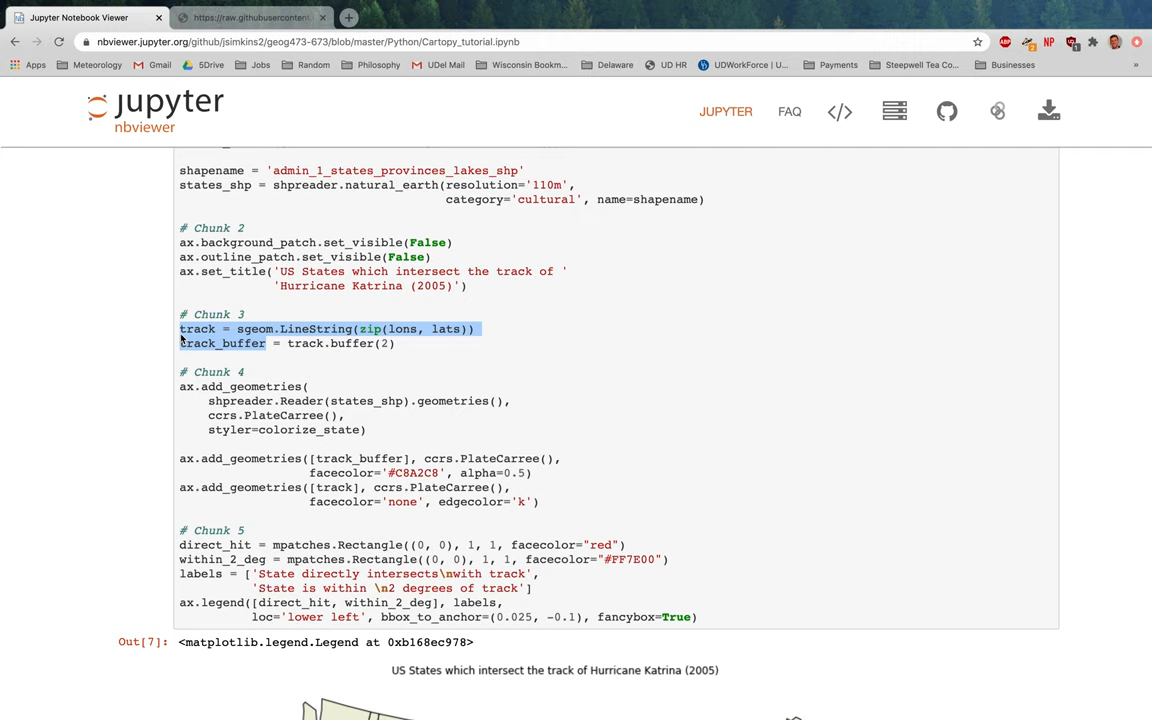 Jupyter Notebook Viewer
https://raw.githubusercontent
nbviewer.jupyter.org/github/jsimkins2/geog473-673/blob/master/Python/Cartopy_tutorial.ipynb
Apps Meteorology Gmail 5Drive Jobs Random Philosophy UDel Mail Wisconsin Bookm... Delaware UD HR UDWorkForce | U... Payments Steepwell Tea Co... Businesses »
jupyter
nbviewer
JUPYTER FAQ </>
shapename = 'admin_1_states_provinces_lakes_shp'
states_shp = shpreader.natural_earth(resolution='110m',
category='cultural', name=shapename)
# Chunk 2
ax.background_patch.set_visible(False)
ax.outline_patch.set_visible(False)
ax.set_title('US States which intersect the track of '
'Hurricane Katrina (2005)')
# Chunk 3
track = sgeom.LineString(zip(lons, lats))
track_buffer = track.buffer(2)
# Chunk 4
ax.add_geometries(
shpreader.Reader(states_shp).geometries(),
ccrs.PlateCarree(),
styler=colorize_state)
ax.add_geometries([track_buffer], ccrs.PlateCarree(),
facecolor='#C8A2C8', alpha=0.5)
ax.add_geometries([track], ccrs.PlateCarree(),
facecolor='none', edgecolor='k')
# Chunk 5
direct_hit = mpatches.Rectangle((0, 0), 1, 1, facecolor="red")
within_2_deg = mpatches.Rectangle((0, 0), 1, 1, facecolor="#FF7E00")
labels = ['State directly intersects\nwith track',
'State is within \n2 degrees of track']
ax.legend([direct_hit, within_2_deg], labels,
loc='lower left', bbox_to_anchor=(0.025, -0.1), fancybox=True)
Out[7]: <matplotlib.legend.Legend at 0xb168ec978>
US States which intersect the track of Hurricane Katrina (2005)